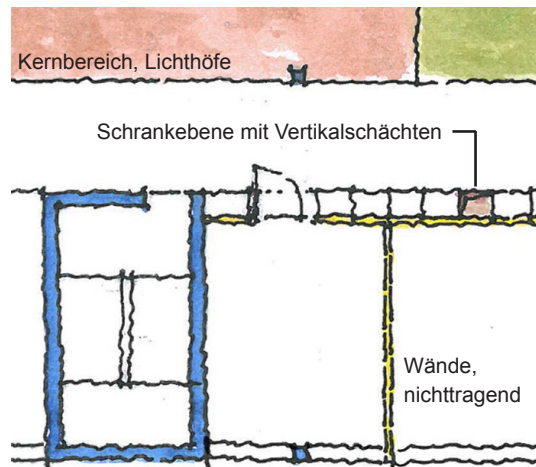 Kernbereich, Lichthöfe
Schrankebene mit Vertikalschächten
Wände,
nichttragend